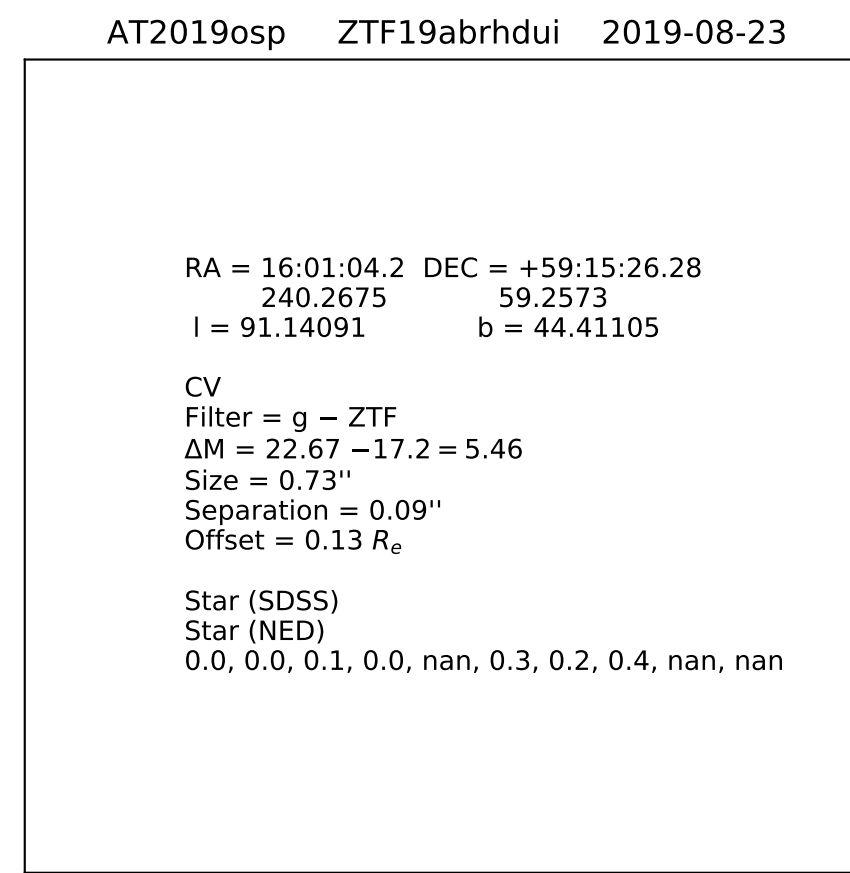 AT2019osp ZTF19abrhdui 2019-08-23
RA = 16:01:04.2 DEC = +59:15:26.28
240.2675 59.2573
l = 91.14091 b = 44.41105
CV
Filter = g − ZTF
ΔM = 22.67 −17.2 = 5.46
Size = 0.73''
Separation = 0.09''
Offset = 0.13 Rₑ
Star (SDSS)
Star (NED)
0.0, 0.0, 0.1, 0.0, nan, 0.3, 0.2, 0.4, nan, nan